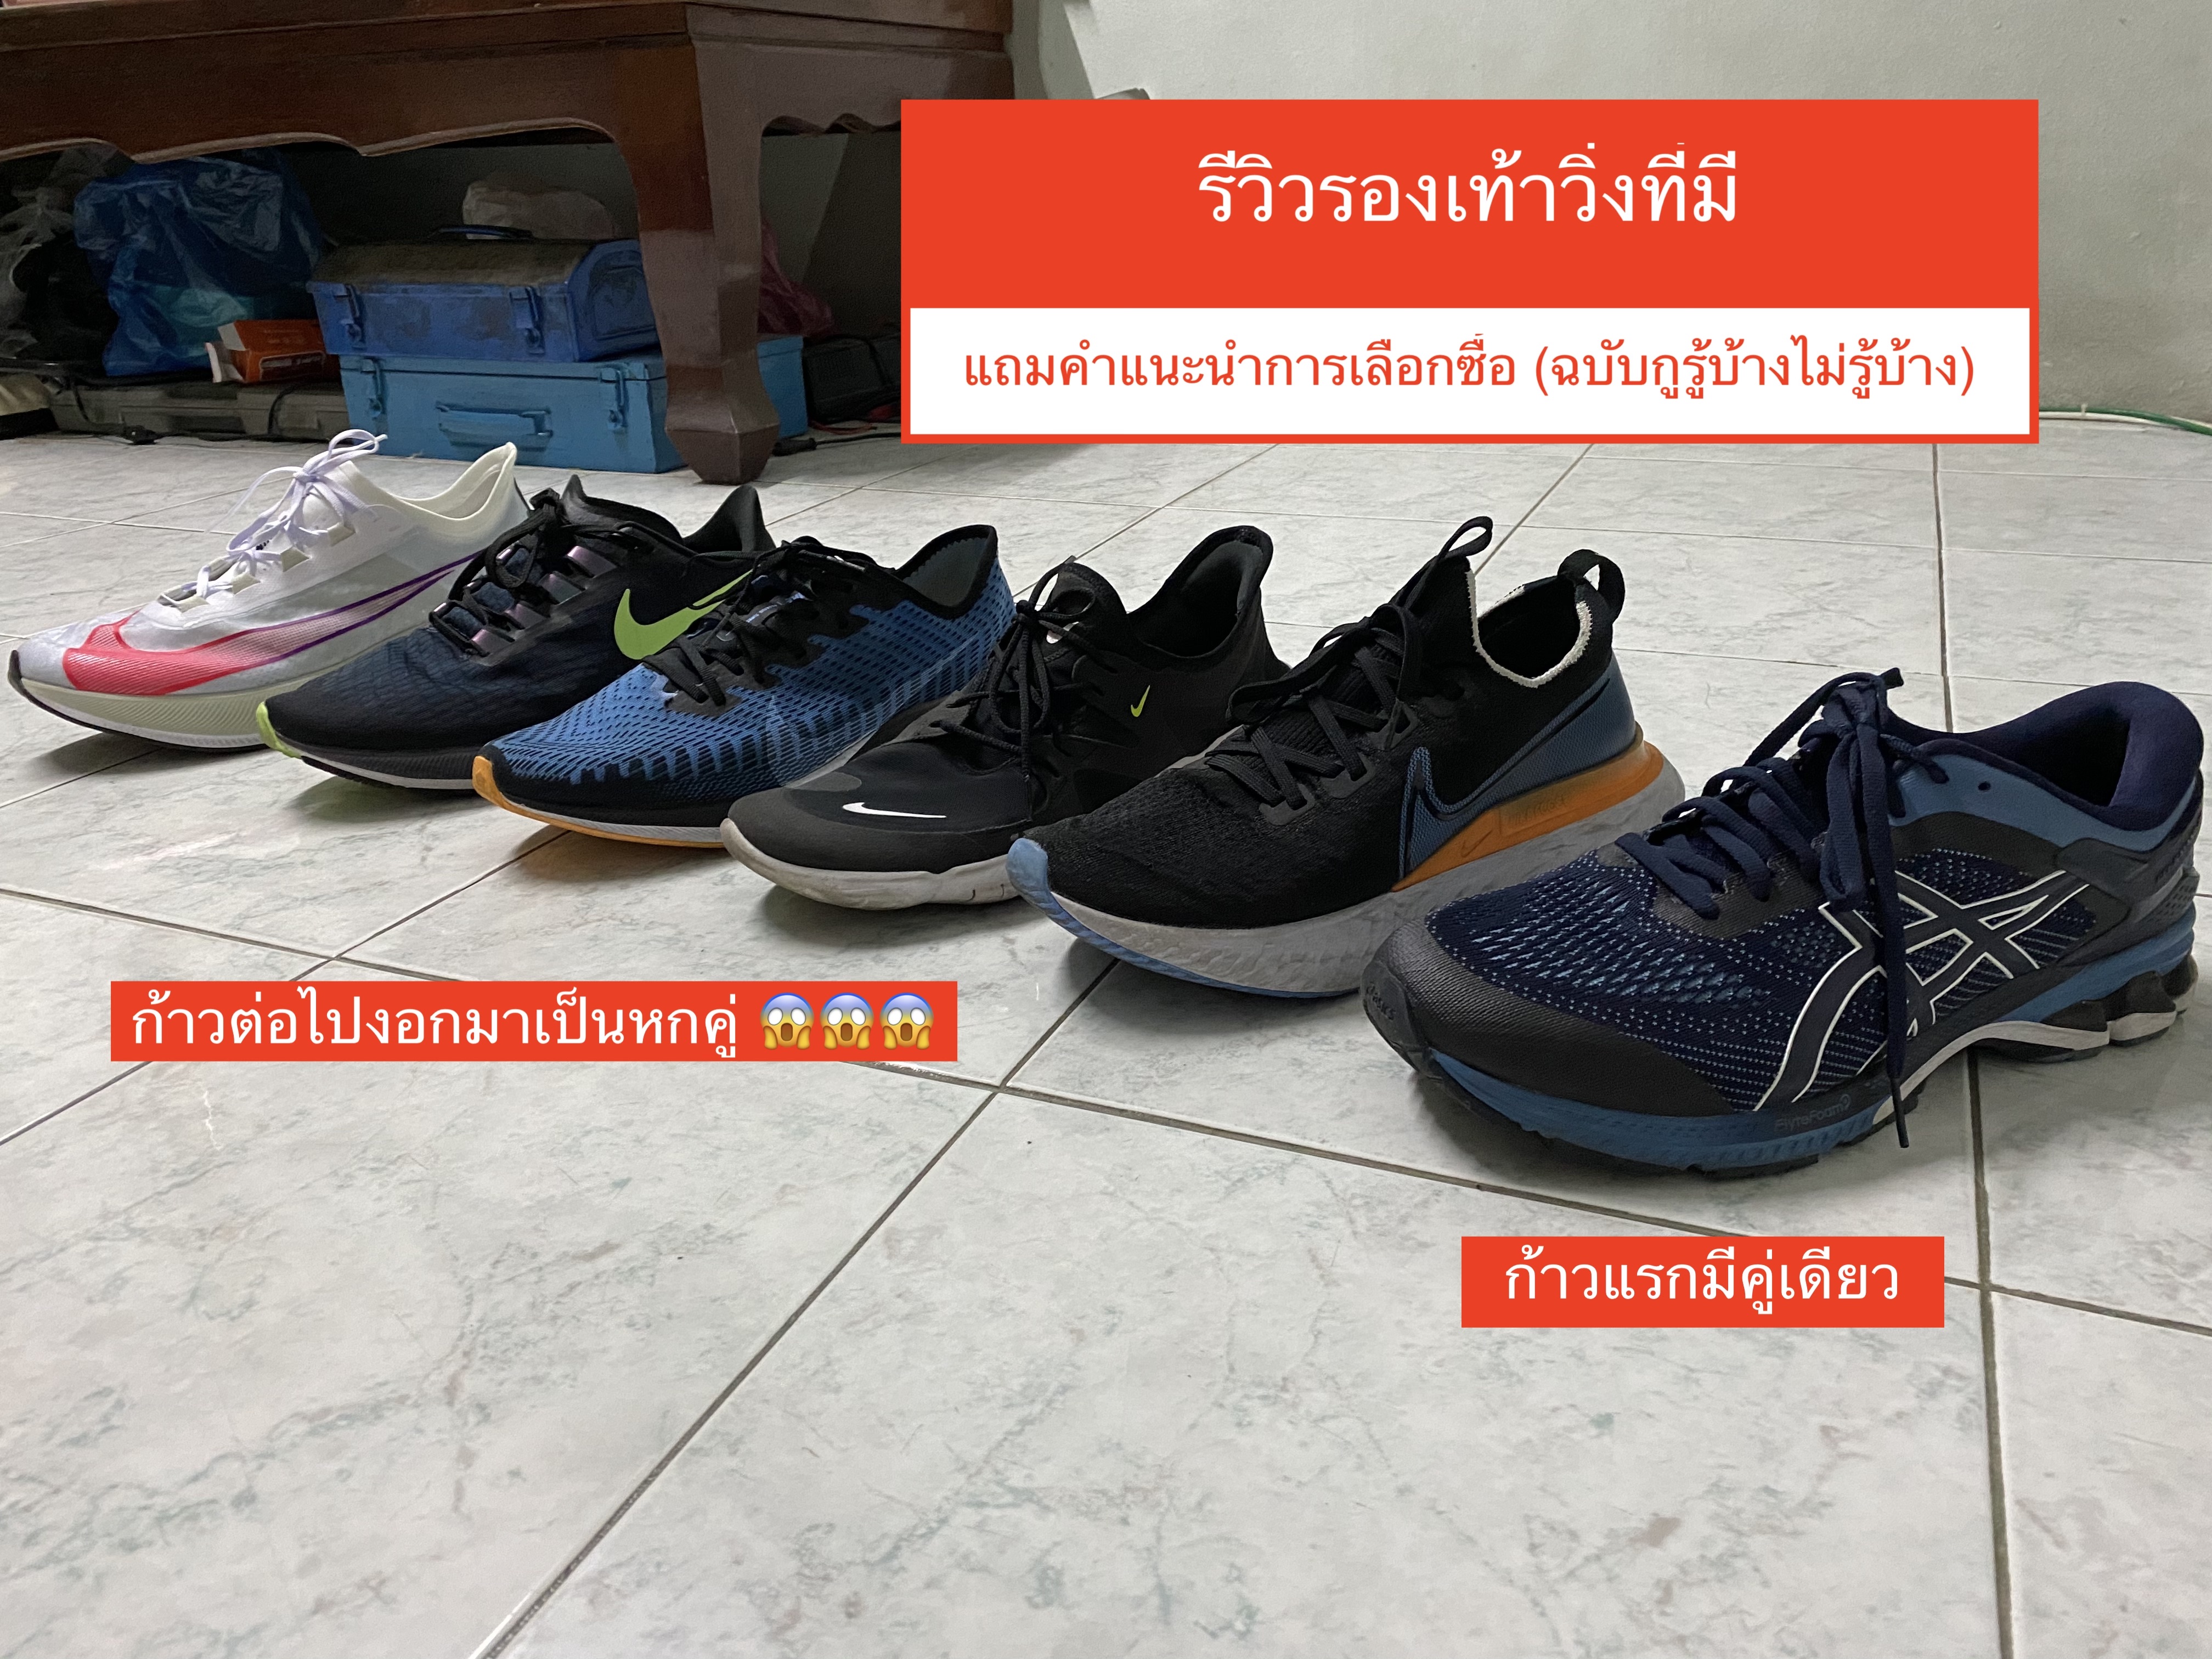 รีวิวรองเท้าวิ่งที่มี
แถมคำแนะนำการเลือกซื้อ (ฉบับกูรู้บ้างไม่รู้บ้าง)
ก้าวต่อไปงอกมาเป็นหกคู่ 😱😱😱
ก้าวแรกมีคู่เดียว
FlyteFoam
asics